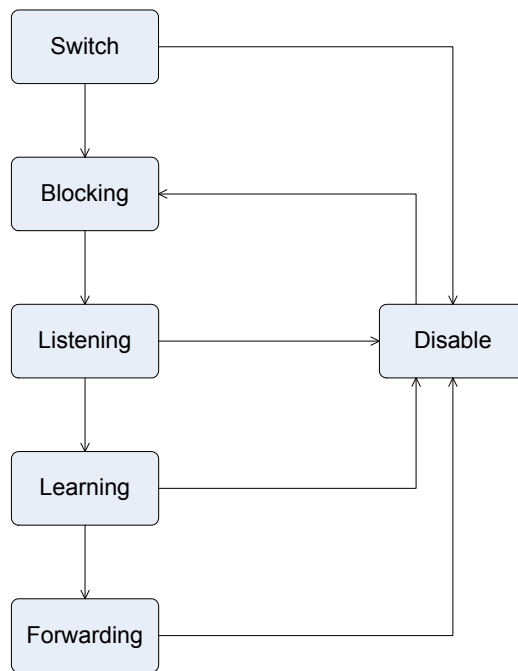 Switch
Blocking
Listening
Disable
Learning
Forwarding